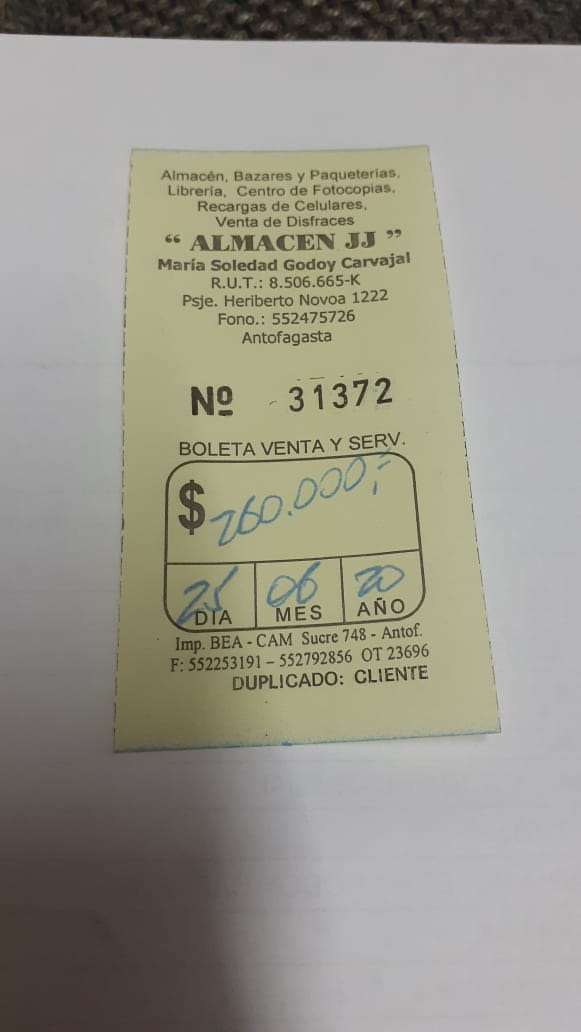 Almacén, Bazares y Paqueterías,
Librería, Centro de Fotocopias,
Recargas de Celulares,
Venta de Disfraces
“ ALMACEN JJ ”
María Soledad Godoy Carvajal
R.U.T.: 8.506.665-K
Psje. Heriberto Novoa 1222
Fono.: 552475726
Antofagasta
Nº 31372
BOLETA VENTA Y SERV.
$ 260.000,-
25 06 20
DIA MES AÑO
Imp. BEA - CAM Sucre 748 - Antof.
F: 552253191 – 552792856 OT 23696
DUPLICADO: CLIENTE